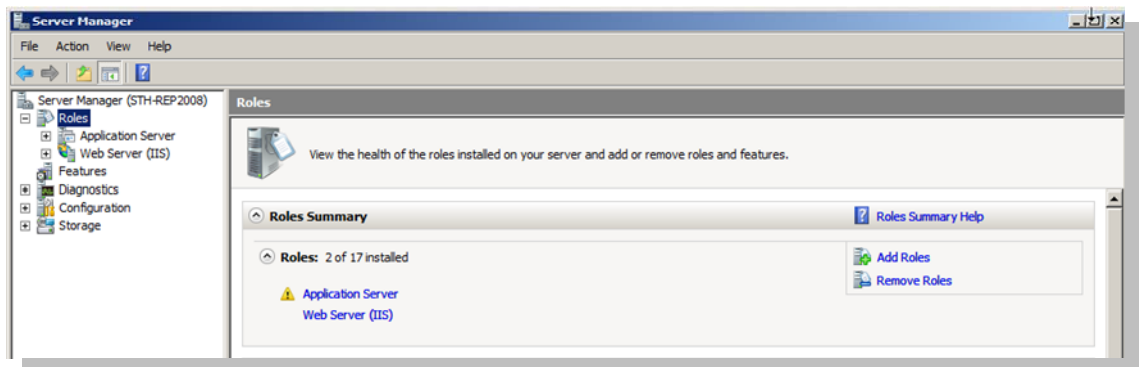 Server Manager
File Action View Help
Server Manager (STH-REP2008)
Roles
Application Server
Web Server (IIS)
Features
Diagnostics
Configuration
Storage
Roles
View the health of the roles installed on your server and add or remove roles and features.
Roles Summary
Roles Summary Help
Roles: 2 of 17 installed
Application Server
Web Server (IIS)
Add Roles
Remove Roles